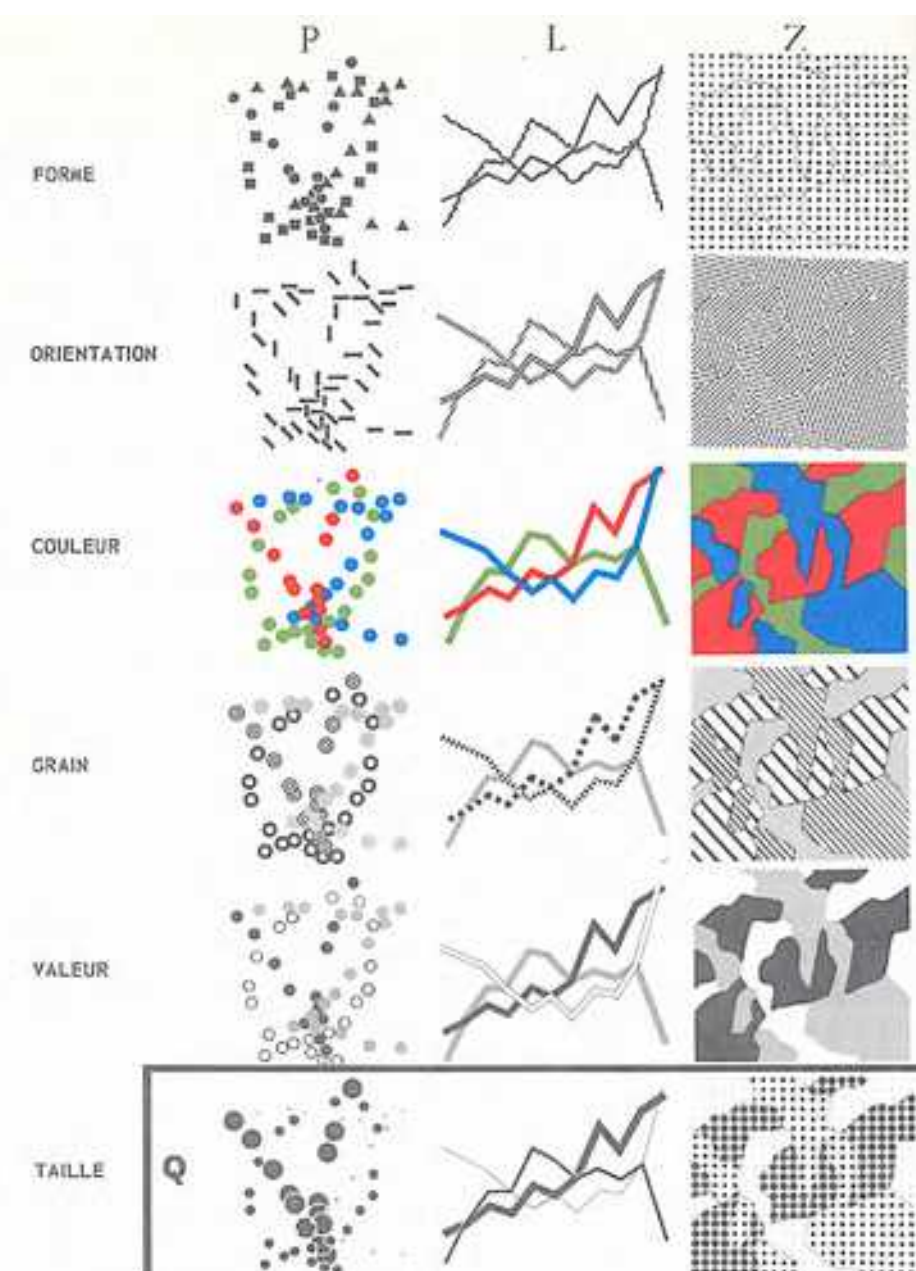 P L Z
FORME
ORIENTATION
COULEUR
GRAIN
VALEUR
TAILLE Q